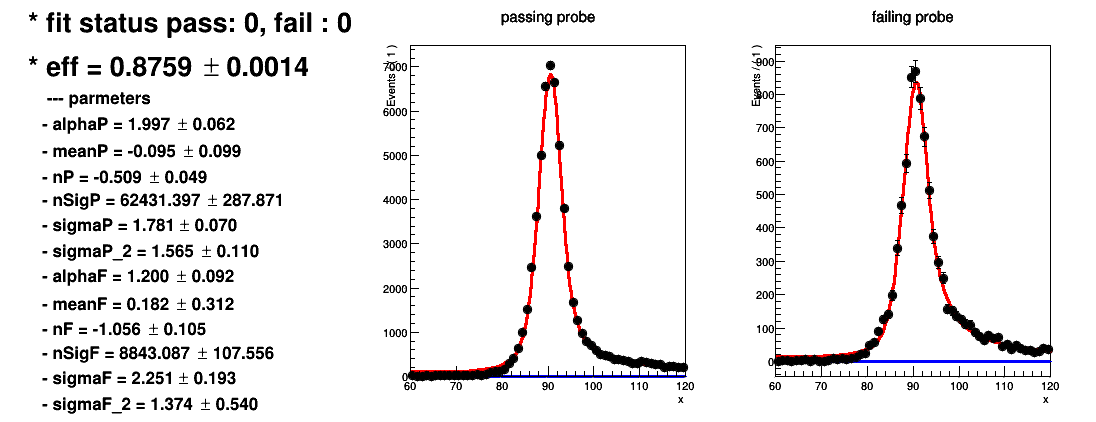 * fit status pass: 0, fail : 0
* eff = 0.8759 ± 0.0014
--- parmeters
- alphaP = 1.997 ± 0.062
- meanP = -0.095 ± 0.099
- nP = -0.509 ± 0.049
- nSigP = 62431.397 ± 287.871
- sigmaP = 1.781 ± 0.070
- sigmaP_2 = 1.565 ± 0.110
- alphaF = 1.200 ± 0.092
- meanF = 0.182 ± 0.312
- nF = -1.056 ± 0.105
- nSigF = 8843.087 ± 107.556
- sigmaF = 2.251 ± 0.193
- sigmaF_2 = 1.374 ± 0.540
passing probe
Events / ( 1 )
7000
6000
5000
4000
3000
2000
1000
0
60 70 80 90 100 110 120
x
failing probe
Events / ( 1 )
900
800
700
600
500
400
300
200
100
0
60 70 80 90 100 110 120
x